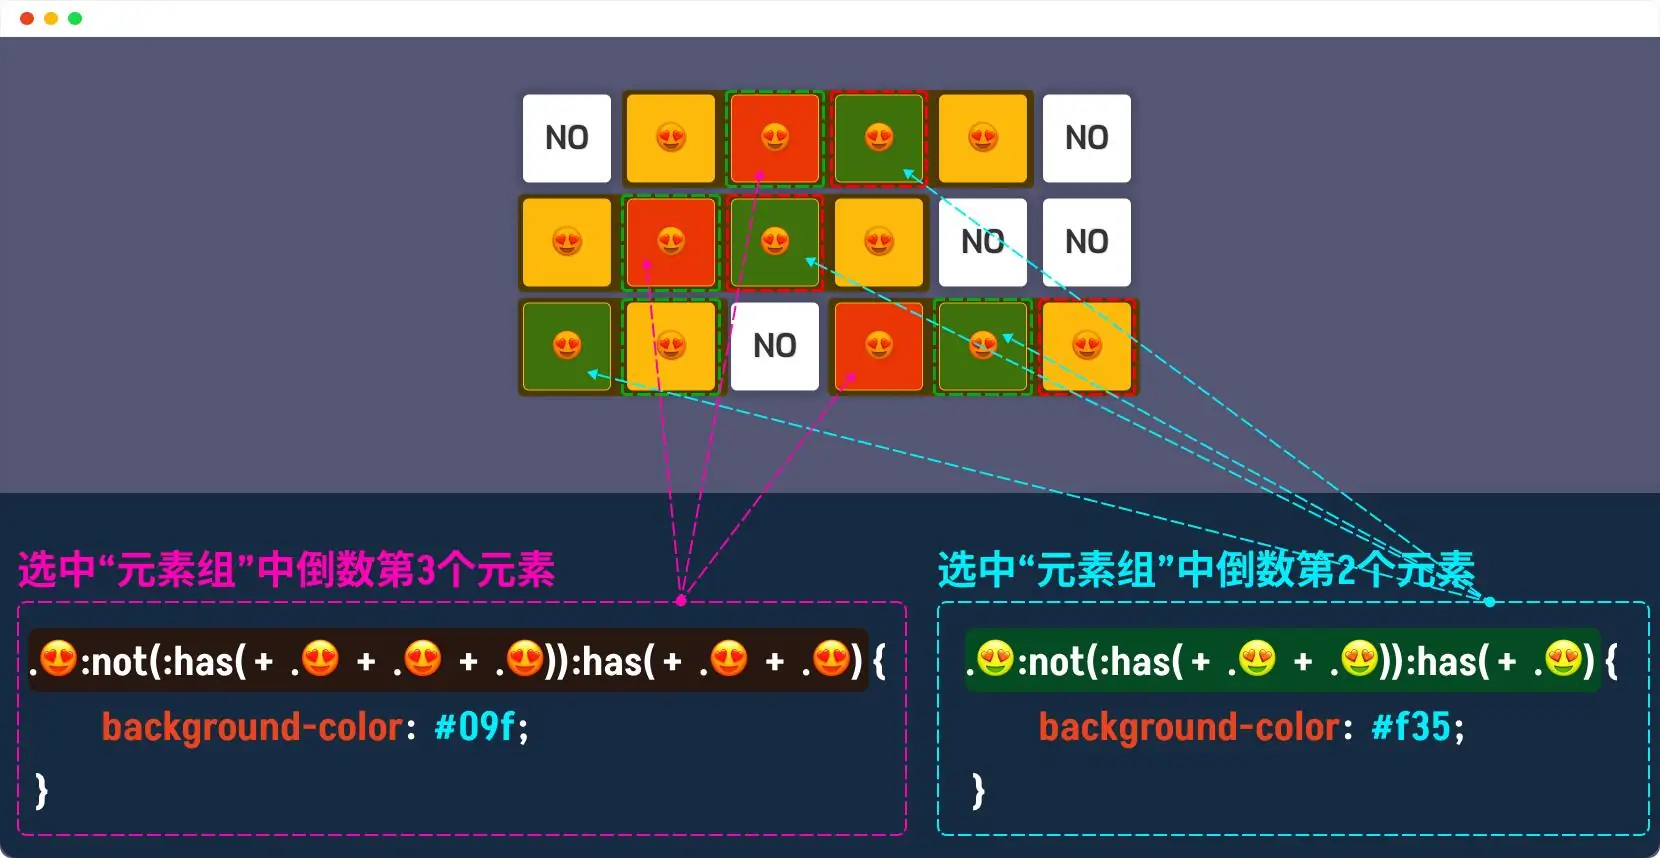 NO NO
NO NO
NO
选中“元素组”中倒数第3个元素
.😍:not(:has(+ .😍 + .😍 + .😍)):has(+ .😍 + .😍) {
background-color: #09f;
}
选中“元素组”中倒数第2个元素
.😍:not(:has(+ .😍 + .😍)):has(+ .😍) {
background-color: #f35;
}